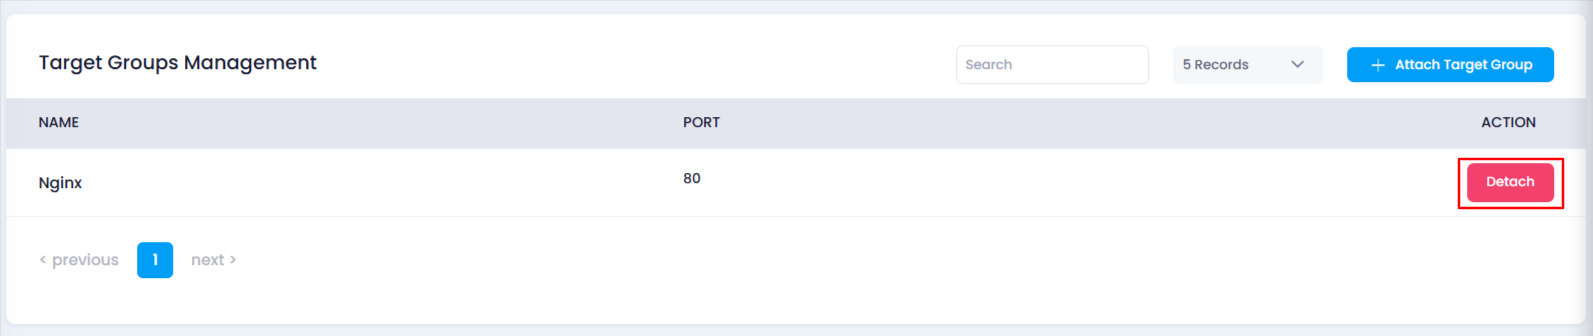 Target Groups Management
Search
5 Records
+ Attach Target Group
NAME PORT ACTION
Nginx 80 Detach
< previous 1 next >